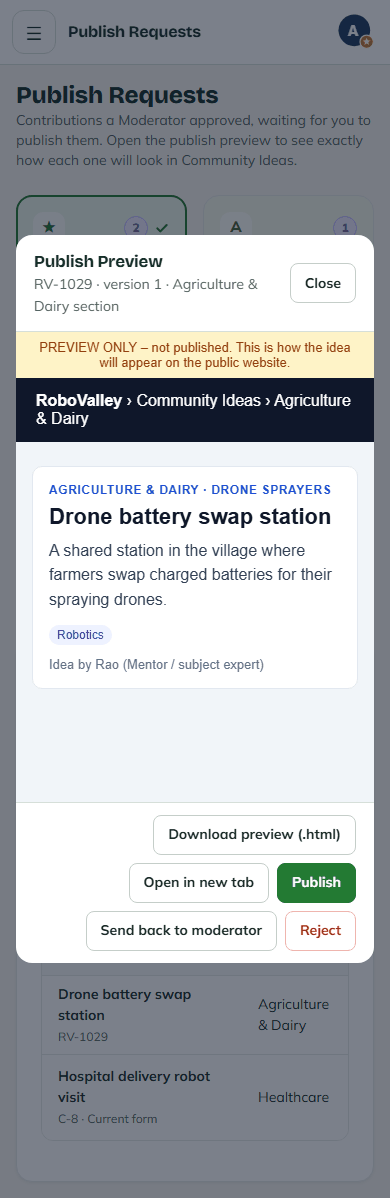 ☰ Publish Requests A
Publish Requests
Contributions a Moderator approved, waiting for you to
publish them. Open the publish preview to see exactly
how each one will look in Community Ideas.
★ 2 ✓ A 1
Publish Preview
RV-1029 · version 1 · Agriculture &
Dairy section
Close
PREVIEW ONLY – not published. This is how the idea
will appear on the public website.
RoboValley › Community Ideas › Agriculture
& Dairy
AGRICULTURE & DAIRY · DRONE SPRAYERS
Drone battery swap station
A shared station in the village where
farmers swap charged batteries for their
spraying drones.
Robotics
Idea by Rao (Mentor / subject expert)
Download preview (.html)
Open in new tab
Publish
Send back to moderator
Reject
Drone battery swap
station
RV-1029
Agriculture
& Dairy
Hospital delivery robot
visit
C-8 · Current form
Healthcare